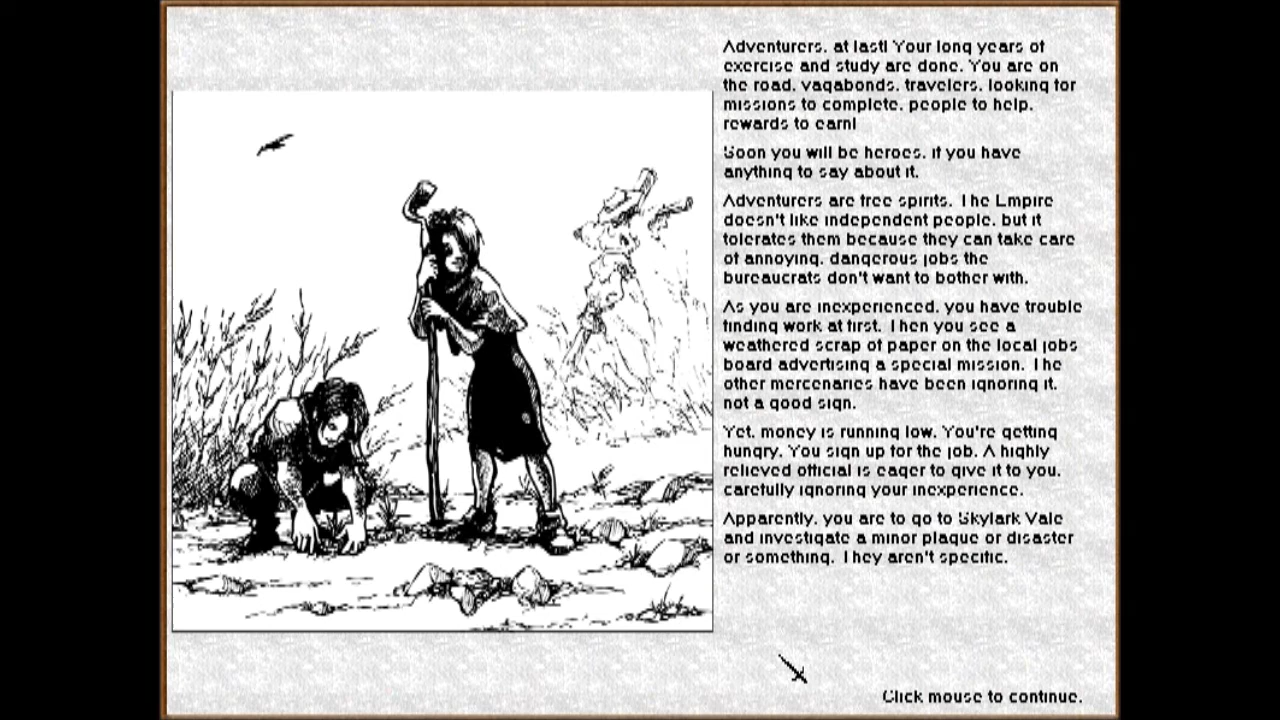 Adventurers, at last! Your long years of
exercise and study are done. You are on
the road, vagabonds, travelers, looking for
missions to complete, people to help,
rewards to earn!
Soon you will be heroes, if you have
anything to say about it.
Adventurers are free spirits. The Empire
doesn't like independent people, but it
tolerates them because they can take care
of annoying, dangerous jobs the
bureaucrats don't want to bother with.
As you are inexperienced, you have trouble
finding work at first. Then you see a
weathered scrap of paper on the local jobs
board advertising a special mission. The
other mercenaries have been ignoring it,
not a good sign.
Yet, money is running low. You're getting
hungry. You sign up for the job. A highly
relieved official is eager to give it to you,
carefully ignoring your inexperience.
Apparently, you are to go to Skylark Vale
and investigate a minor plague or disaster
or something. They aren't specific.
Click mouse to continue.